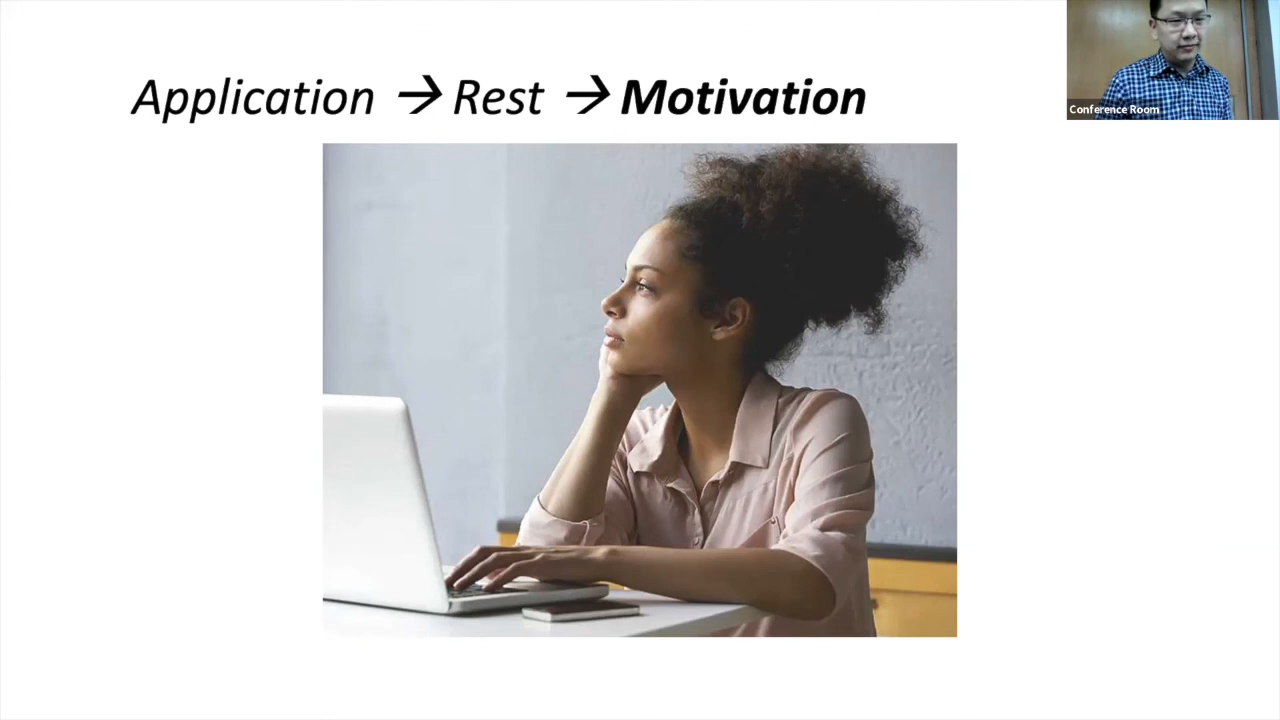 Application → Rest → Motivation
Conference Room